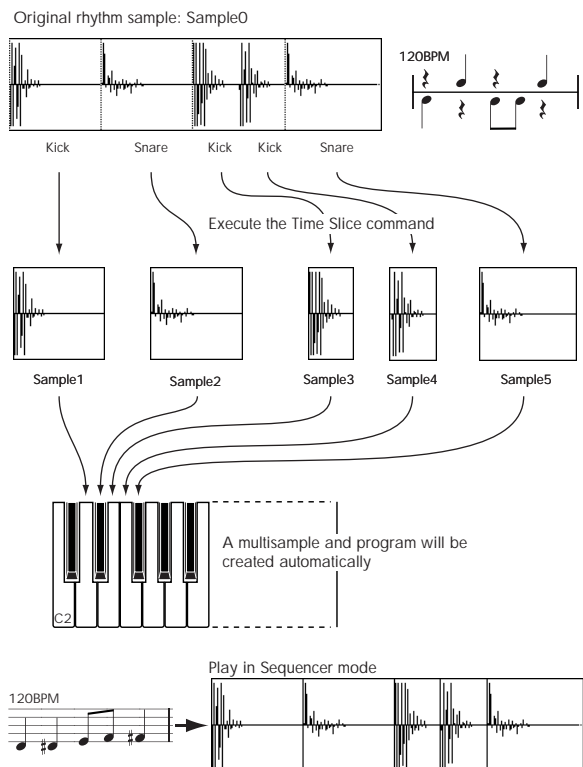 Original rhythm sample: Sample0
120BPM
Kick Snare Kick Kick Snare
Execute the Time Slice command
Sample1 Sample2 Sample3 Sample4 Sample5
A multisample and program will be
created automatically
C2
Play in Sequencer mode
120BPM